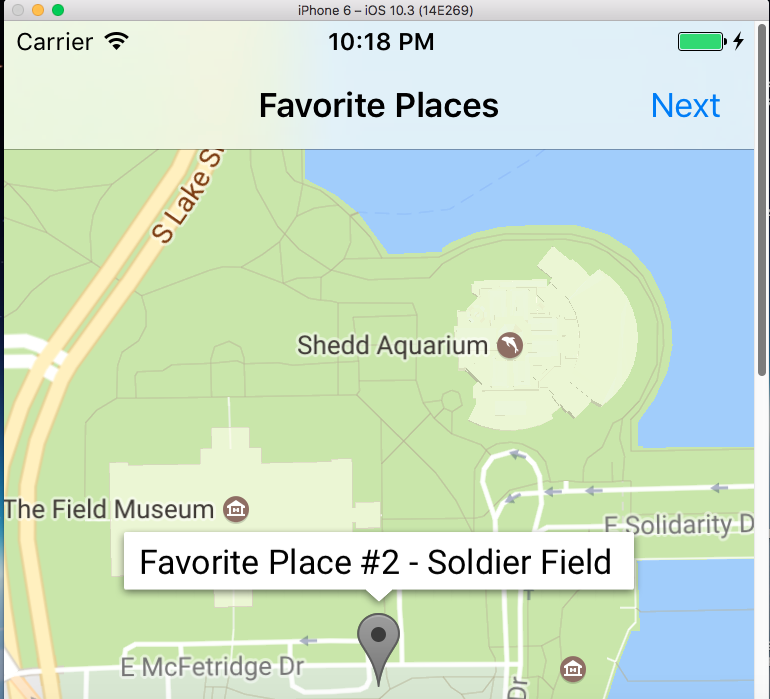 iPhone 6 – iOS 10.3 (14E269)
Carrier 10:18 PM
Favorite Places Next
S Lake S
Shedd Aquarium
The Field Museum
E Solidarity D
Favorite Place #2 - Soldier Field
E McFetridge Dr
Dr